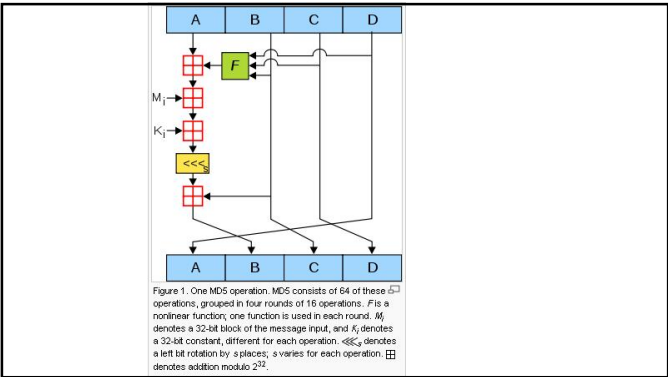 A B C D
F
Mᵢ
Kᵢ
<<<s
A B C D
Figure 1. One MD5 operation. MD5 consists of 64 of these
operations, grouped in four rounds of 16 operations. F is a
nonlinear function; one function is used in each round. Mᵢ
denotes a 32-bit block of the message input, and Kᵢ denotes
a 32-bit constant, different for each operation. <<<s denotes
a left bit rotation by s places; s varies for each operation. ⊞
denotes addition modulo 2³².